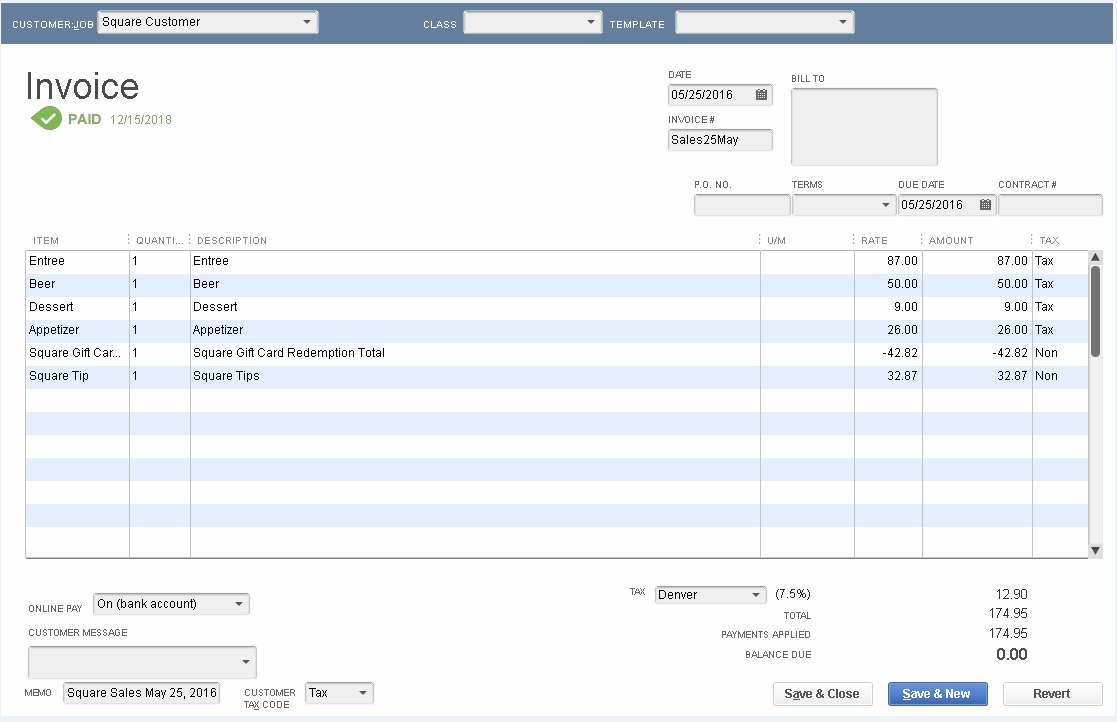 CUSTOMER:JOB Square Customer CLASS TEMPLATE
Invoice
PAID 12/15/2018
DATE
05/25/2016
INVOICE #
Sales25May
BILL TO
P.O. NO. TERMS DUE DATE CONTRACT #
05/25/2016
ITEM QUANTI... DESCRIPTION U/M RATE AMOUNT TAX
Entree 1 Entree 87.00 87.00 Tax
Beer 1 Beer 50.00 50.00 Tax
Dessert 1 Dessert 9.00 9.00 Tax
Appetizer 1 Appetizer 26.00 26.00 Tax
Square Gift Car... 1 Square Gift Card Redemption Total -42.82 -42.82 Non
Square Tip 1 Square Tips 32.87 32.87 Non
TAX Denver (7.5%) 12.90
TOTAL 174.95
PAYMENTS APPLIED 174.95
BALANCE DUE 0.00
ONLINE PAY On (bank account)
CUSTOMER MESSAGE
MEMO Square Sales May 25, 2016
CUSTOMER
TAX CODE
Tax
Save & Close Save & New Revert